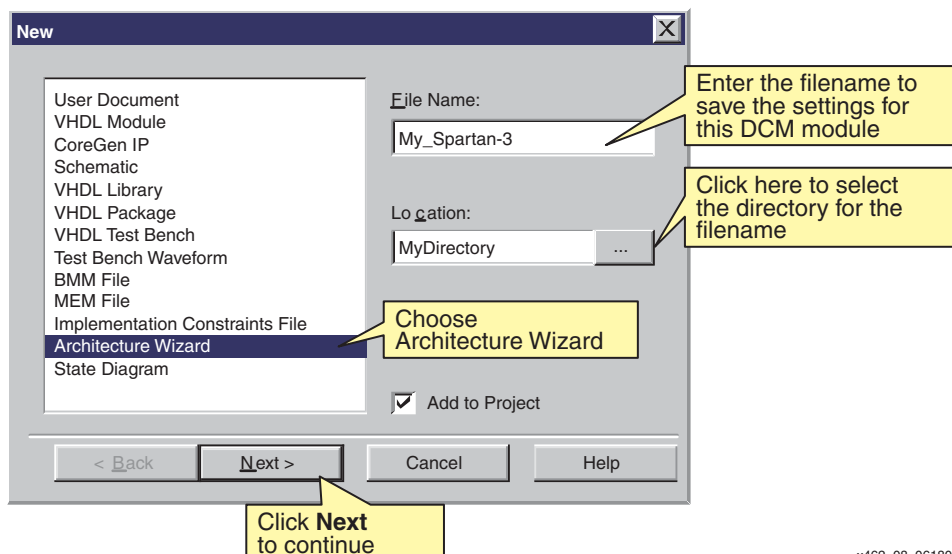 New
User Document
VHDL Module
CoreGen IP
Schematic
VHDL Library
VHDL Package
VHDL Test Bench
Test Bench Waveform
BMM File
MEM File
Implementation Constraints File
Architecture Wizard
State Diagram
File Name:
My_Spartan-3
Enter the filename to
save the settings for
this DCM module
Lo cation:
MyDirectory
...
Click here to select
the directory for the
filename
Choose
Architecture Wizard
Add to Project
< Back
Next >
Cancel
Help
Click Next
to continue